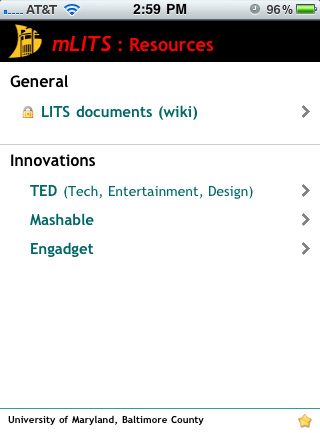 AT&T 2:59 PM 96%
mLITS : Resources
General
LITS documents (wiki)
Innovations
TED (Tech, Entertainment, Design)
Mashable
Engadget
University of Maryland, Baltimore County